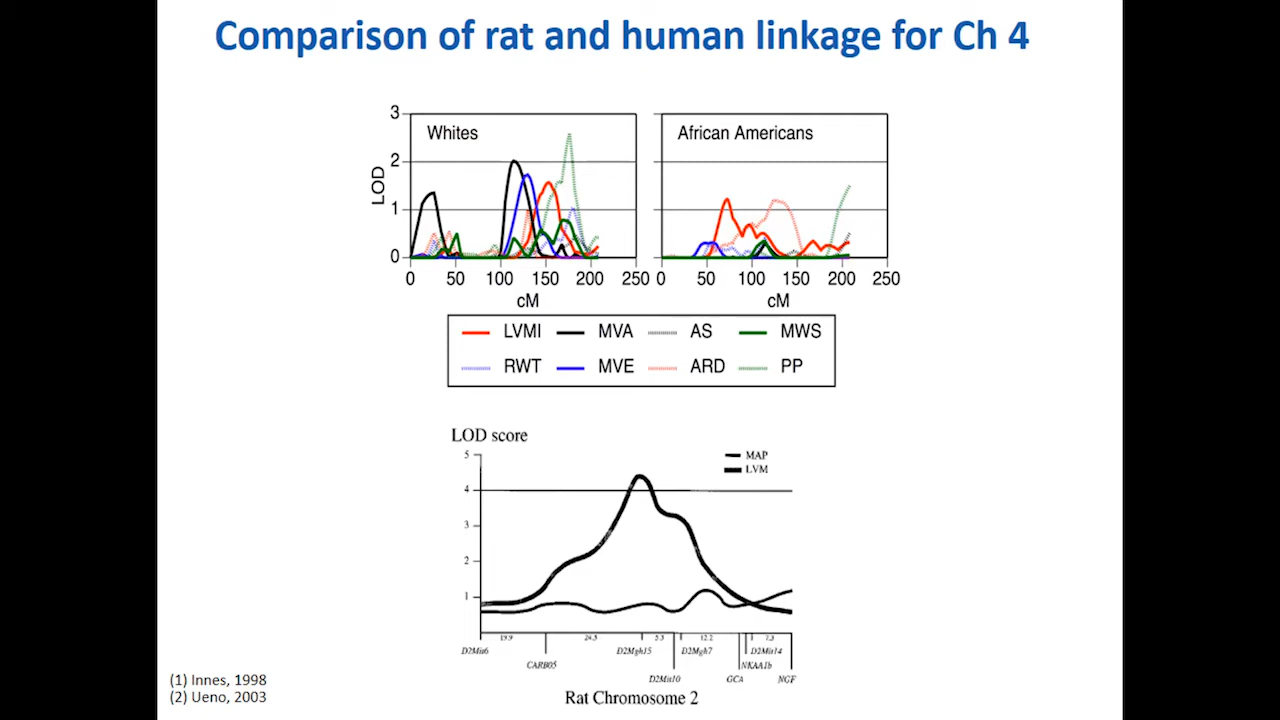 Comparison of rat and human linkage for Ch 4
3
2
1
0
LOD
Whites
African Americans
0 50 100 150 200 250 0 50 100 150 200 250
cM cM
LVMI MVA AS MWS
RWT MVE ARD PP
LOD score
5
4
3
2
1
MAP
LVM
19.9 24.5 5.3 12.2 7.3
D2Mit6 D2Mgh15 D2Mgh7 D2Mit14
CARB05 NKAA1b
D2Mit10 GCA NGF
Rat Chromosome 2
(1) Innes, 1998
(2) Ueno, 2003